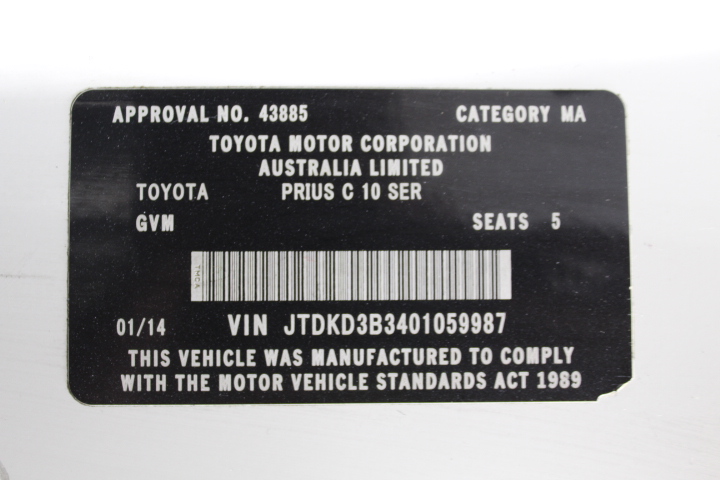 APPROVAL NO. 43885 CATEGORY MA
TOYOTA MOTOR CORPORATION
AUSTRALIA LIMITED
TOYOTA PRIUS C 10 SER
GVM SEATS 5
TMCA
01/14 VIN JTDKD3B3401059987
THIS VEHICLE WAS MANUFACTURED TO COMPLY
WITH THE MOTOR VEHICLE STANDARDS ACT 1989